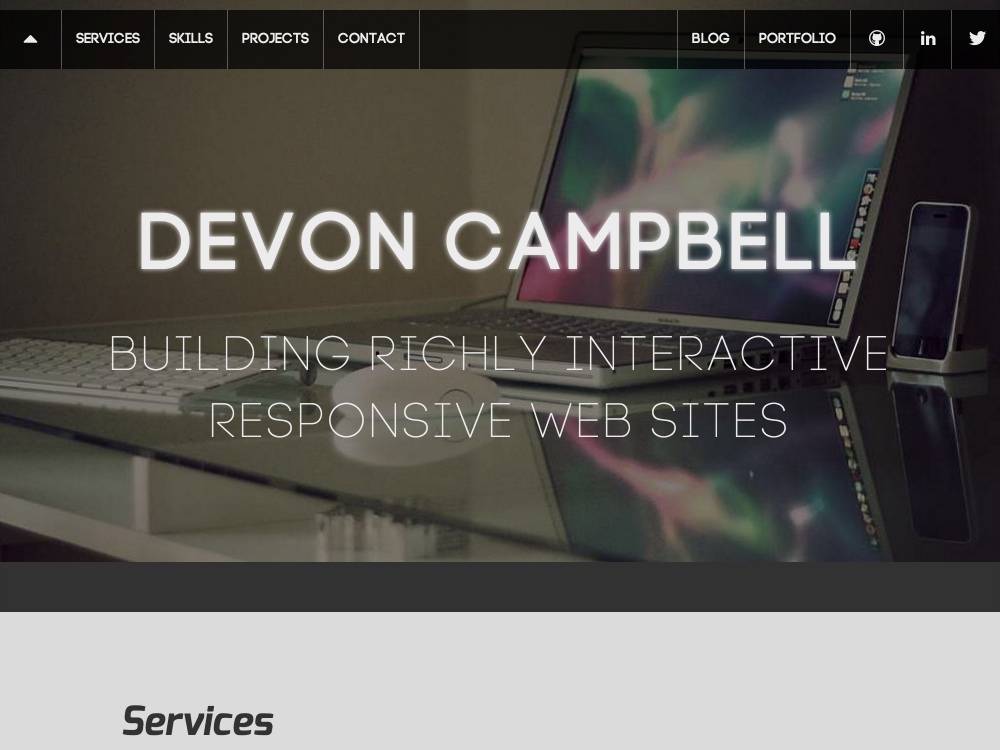 SERVICES SKILLS PROJECTS CONTACT BLOG PORTFOLIO
DEVON CAMPBELL
BUILDING RICHLY INTERACTIVE
RESPONSIVE WEB SITES
Services